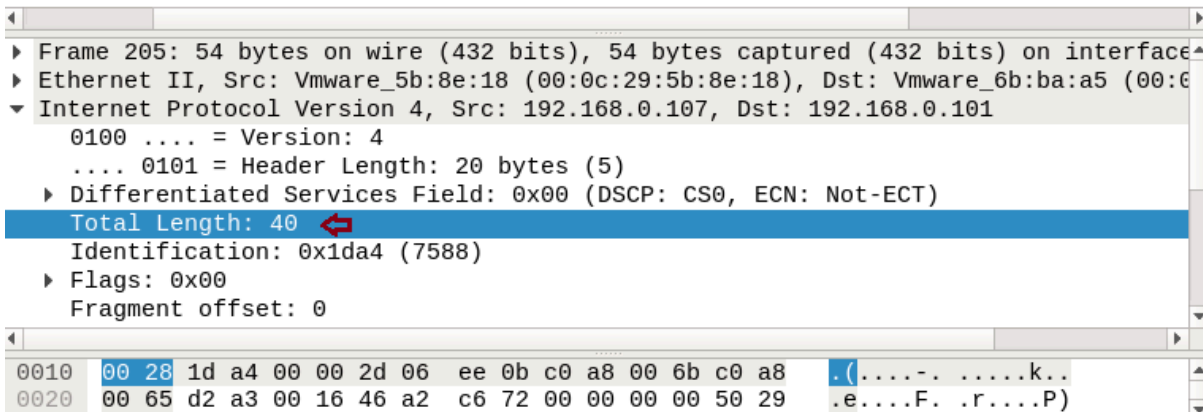 Frame 205: 54 bytes on wire (432 bits), 54 bytes captured (432 bits) on interface
Ethernet II, Src: Vmware_5b:8e:18 (00:0c:29:5b:8e:18), Dst: Vmware_6b:ba:a5 (00:0
Internet Protocol Version 4, Src: 192.168.0.107, Dst: 192.168.0.101
0100 .... = Version: 4
.... 0101 = Header Length: 20 bytes (5)
Differentiated Services Field: 0x00 (DSCP: CS0, ECN: Not-ECT)
Total Length: 40
Identification: 0x1da4 (7588)
Flags: 0x00
Fragment offset: 0
0010 00 28 1d a4 00 00 2d 06 ee 0b c0 a8 00 6b c0 a8 .(....-. .....k..
0020 00 65 d2 a3 00 16 46 a2 c6 72 00 00 00 00 50 29 .e....F. .r....P)